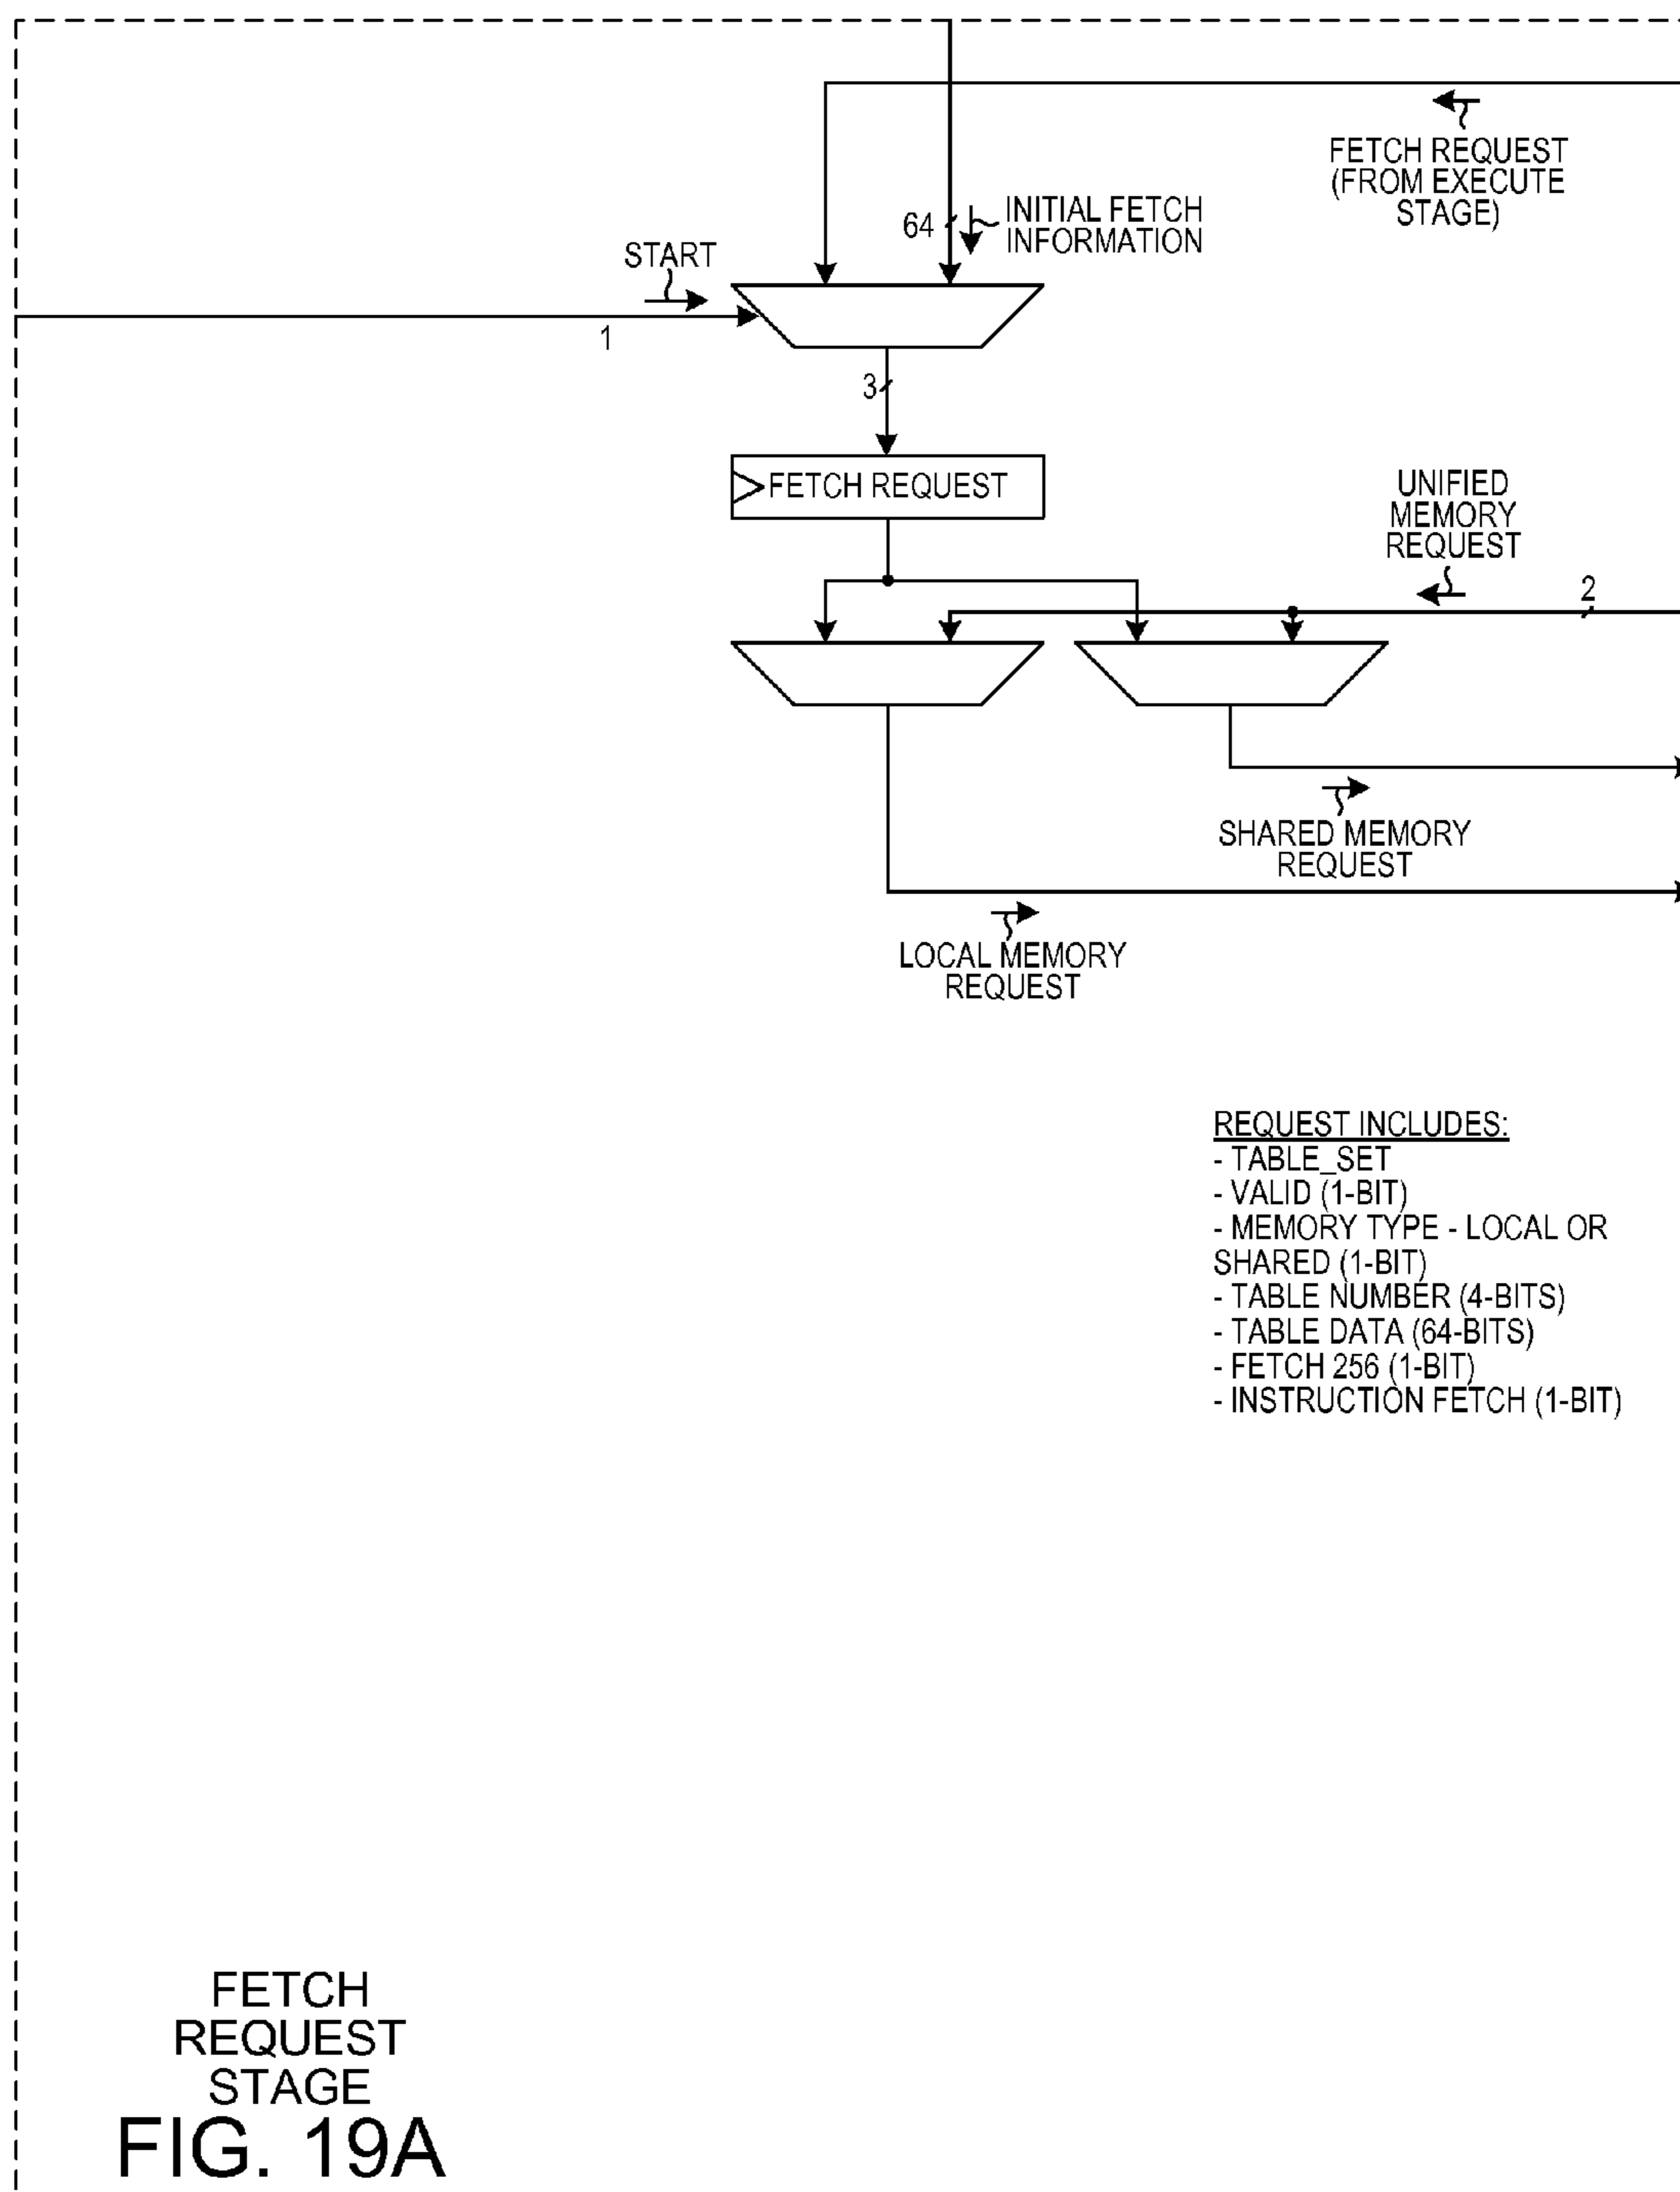 FETCH REQUEST
(FROM EXECUTE
STAGE)
64
INITIAL FETCH
INFORMATION
START
1
3
FETCH REQUEST
UNIFIED
MEMORY
REQUEST
2
SHARED MEMORY
REQUEST
LOCAL MEMORY
REQUEST
REQUEST INCLUDES:
- TABLE_SET
- VALID (1-BIT)
- MEMORY TYPE - LOCAL OR
SHARED (1-BIT)
- TABLE NUMBER (4-BITS)
- TABLE DATA (64-BITS)
- FETCH 256 (1-BIT)
- INSTRUCTION FETCH (1-BIT)
FETCH
REQUEST
STAGE
FIG. 19A